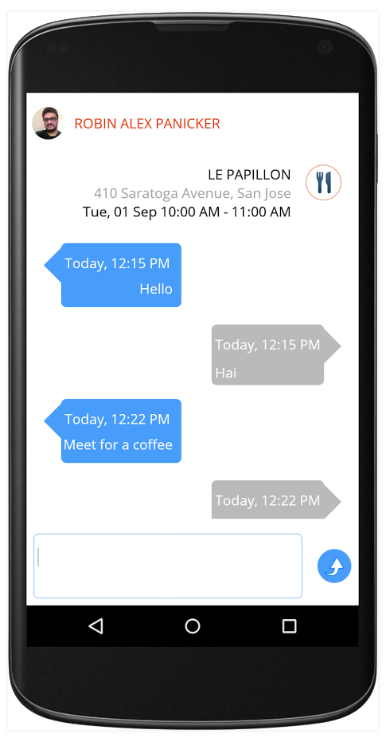 ROBIN ALEX PANICKER
LE PAPILLON
410 Saratoga Avenue, San Jose
Tue, 01 Sep 10:00 AM - 11:00 AM
Today, 12:15 PM
Hello
Today, 12:15 PM
Hai
Today, 12:22 PM
Meet for a coffee
Today, 12:22 PM